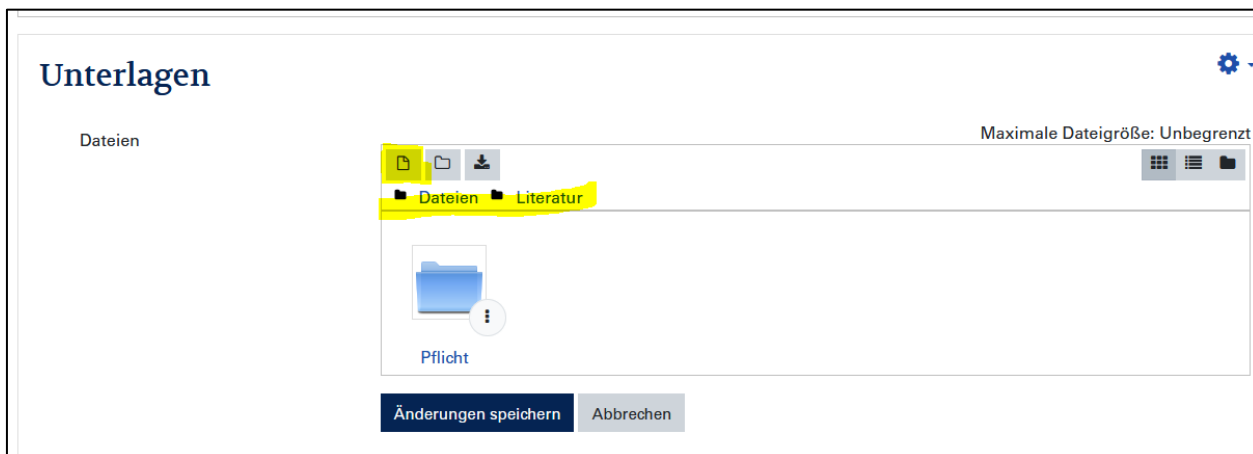 Unterlagen
Dateien
Maximale Dateigröße: Unbegrenzt
Dateien Literatur
Pflicht
Änderungen speichern Abbrechen